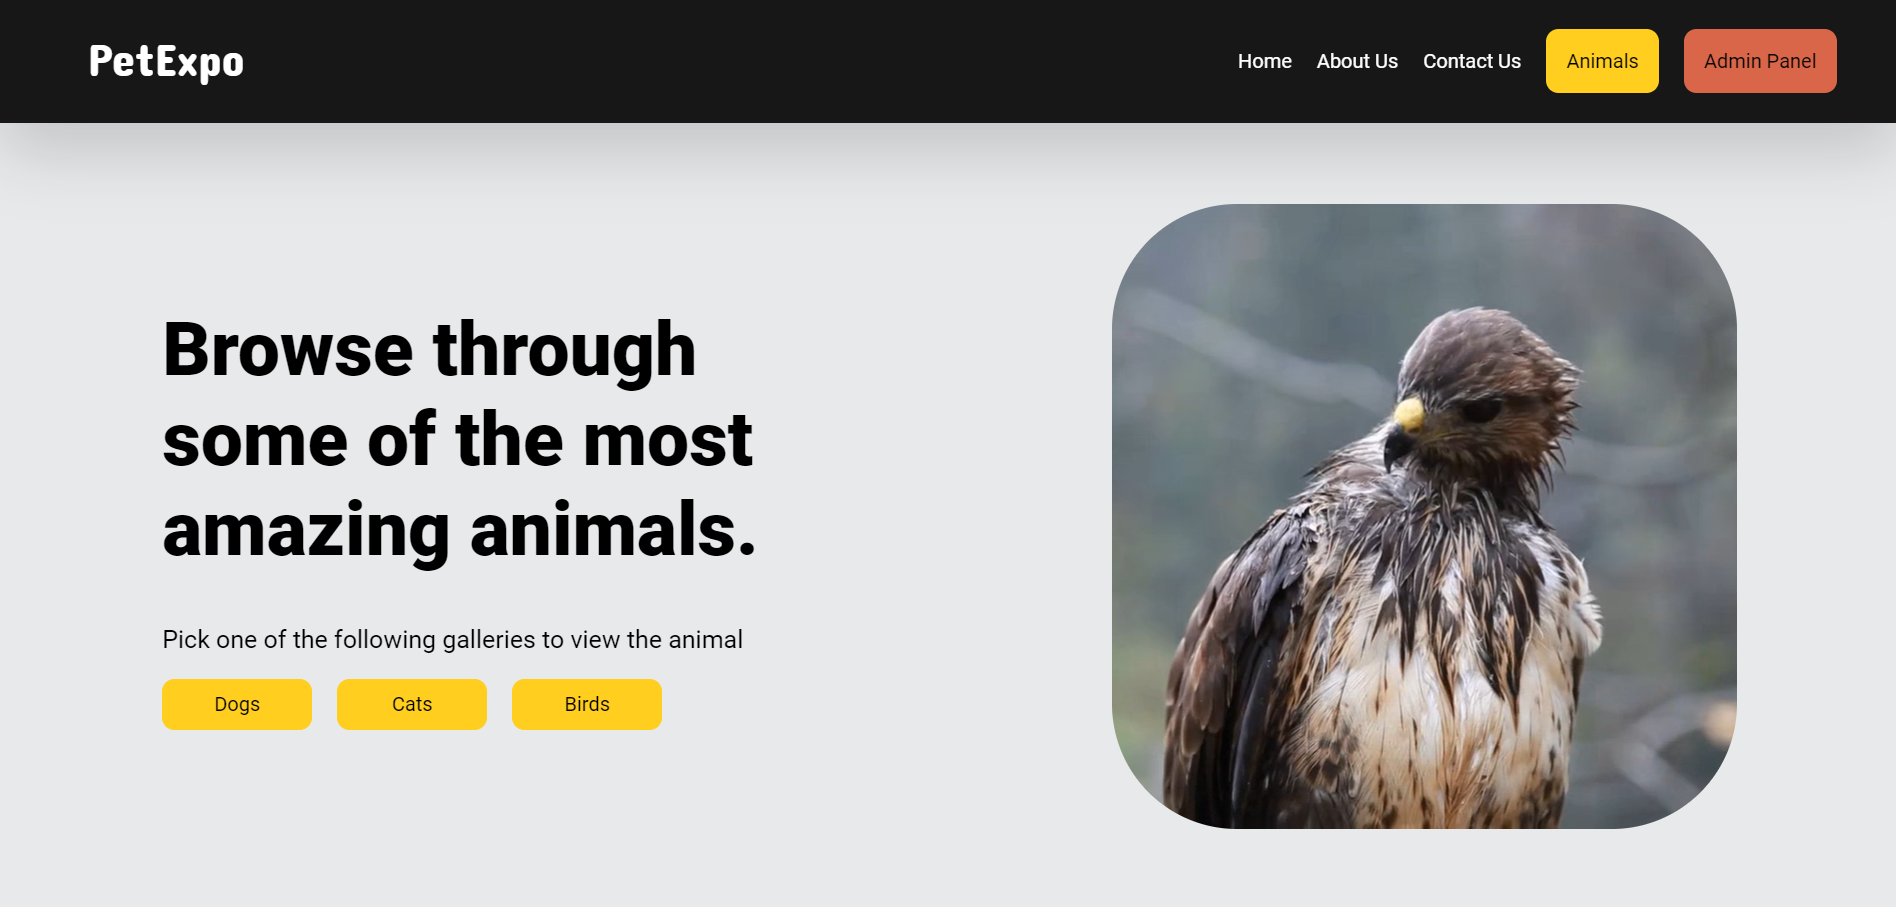 PetExpo
Home About Us Contact Us Animals Admin Panel
Browse through
some of the most
amazing animals.
Pick one of the following galleries to view the animal
Dogs Cats Birds